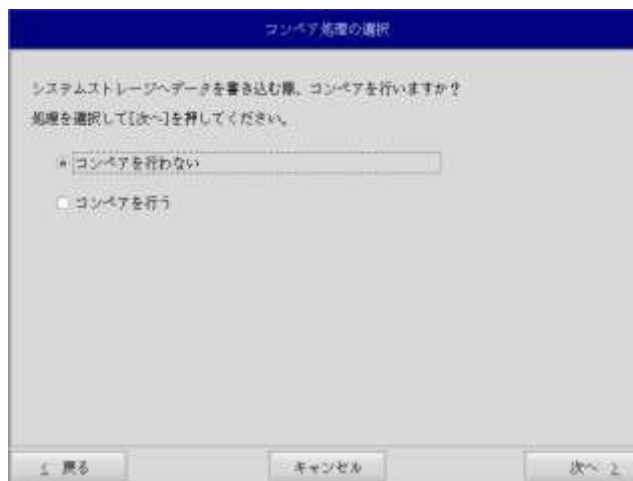 コンペア処理の選択
システムストレージへデータを書き込む際、コンペアを行いますか?
処理を選択して[次へ]を押してください。
コンペアを行わない
コンペアを行う
< 戻る
キャンセル
次へ >